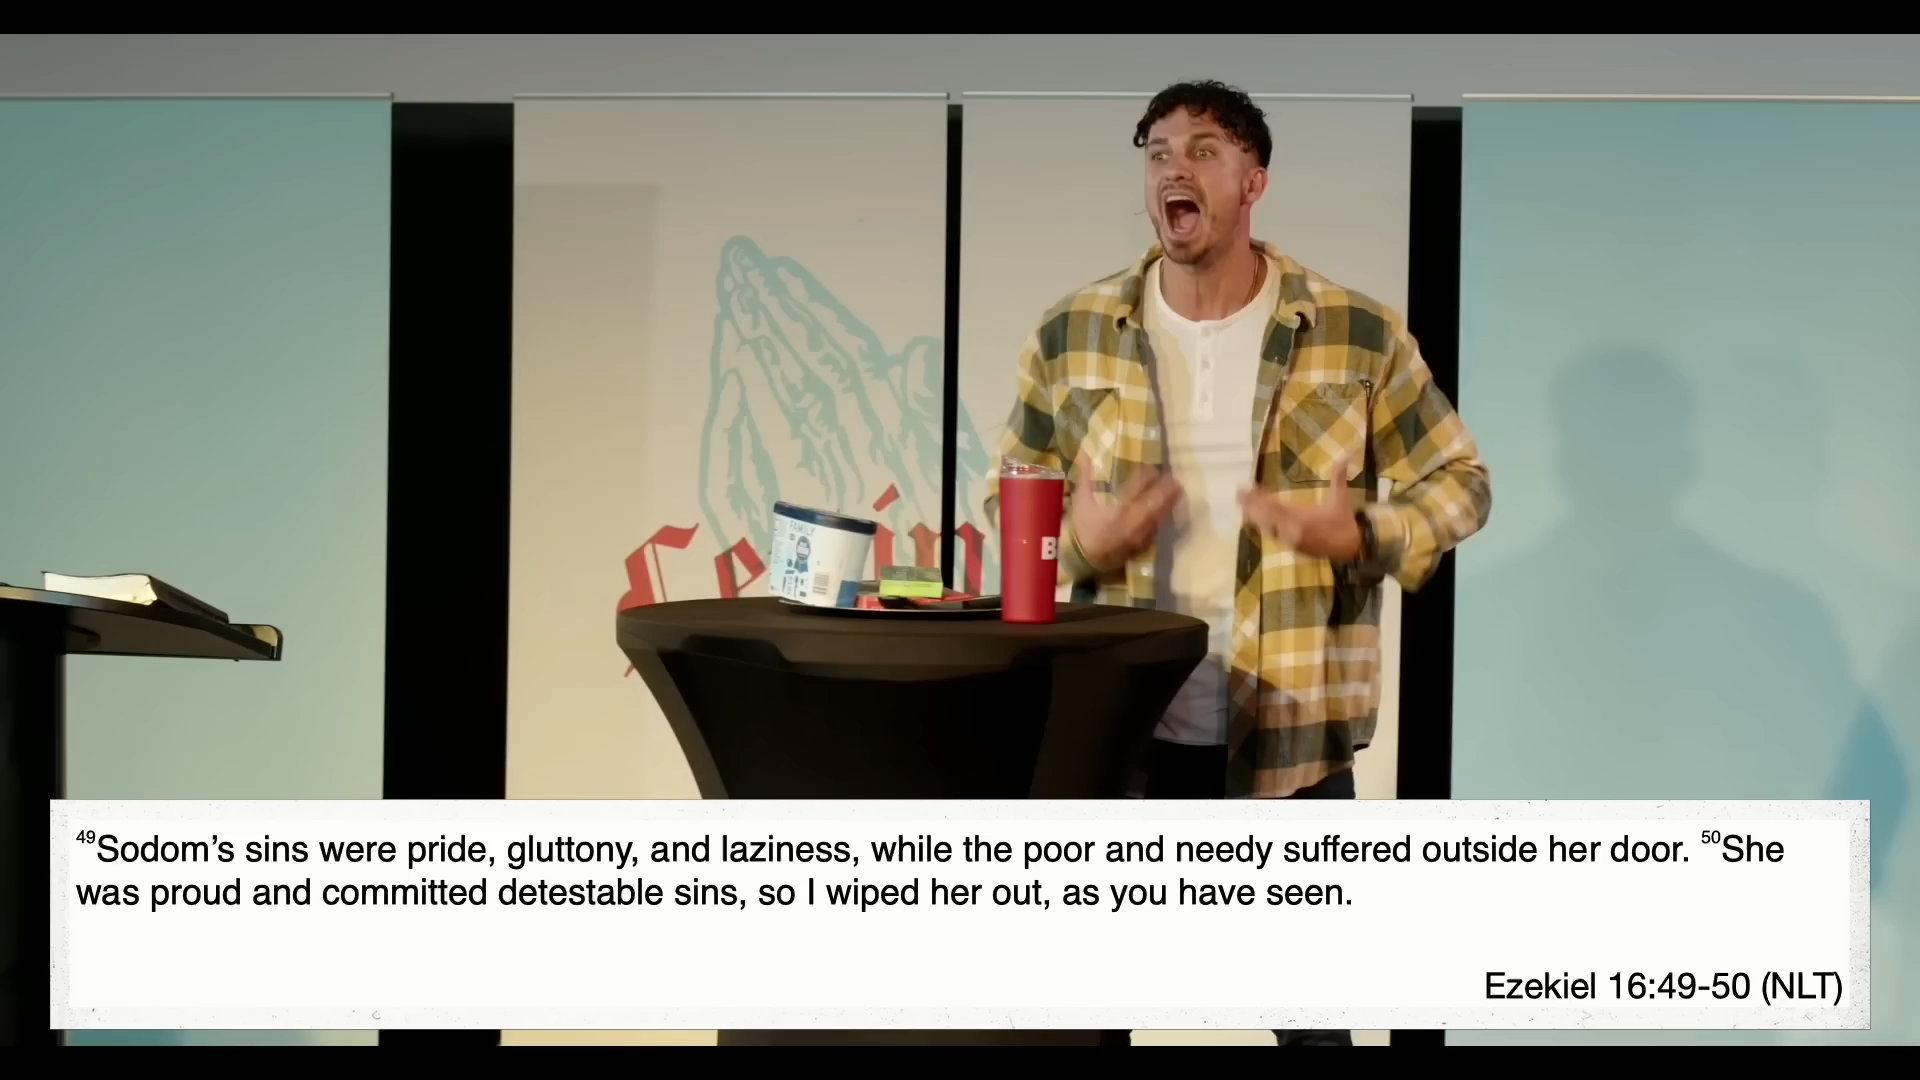 FAMILY
B
49Sodom’s sins were pride, gluttony, and laziness, while the poor and needy suffered outside her door. 50She
was proud and committed detestable sins, so I wiped her out, as you have seen.
Ezekiel 16:49-50 (NLT)